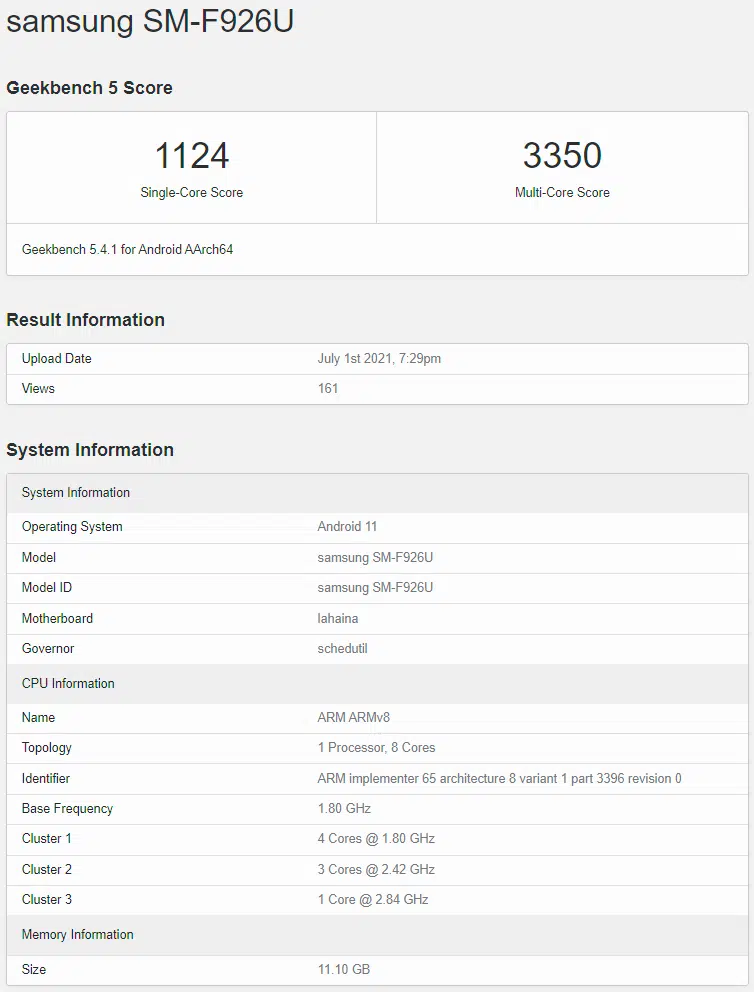 samsung SM-F926U
Geekbench 5 Score
1124 3350
Single-Core Score Multi-Core Score
Geekbench 5.4.1 for Android AArch64
Result Information
Upload Date July 1st 2021, 7:29pm
Views 161
System Information
System Information
Operating System Android 11
Model samsung SM-F926U
Model ID samsung SM-F926U
Motherboard lahaina
Governor schedutil
CPU Information
Name ARM ARMv8
Topology 1 Processor, 8 Cores
Identifier ARM implementer 65 architecture 8 variant 1 part 3396 revision 0
Base Frequency 1.80 GHz
Cluster 1 4 Cores @ 1.80 GHz
Cluster 2 3 Cores @ 2.42 GHz
Cluster 3 1 Core @ 2.84 GHz
Memory Information
Size 11.10 GB